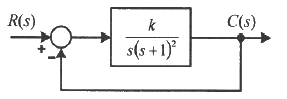 R(s)
k
s(s+1)²
C(s)
+
−